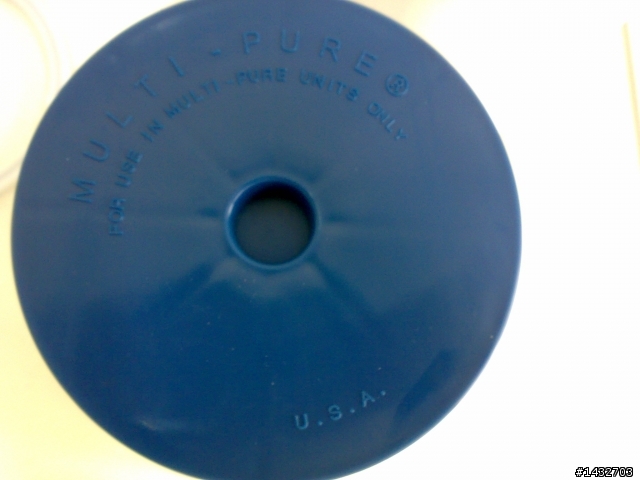 MULTI-PURE®
FOR USE IN MULTI-PURE UNITS ONLY
U.S.A.
#1432703